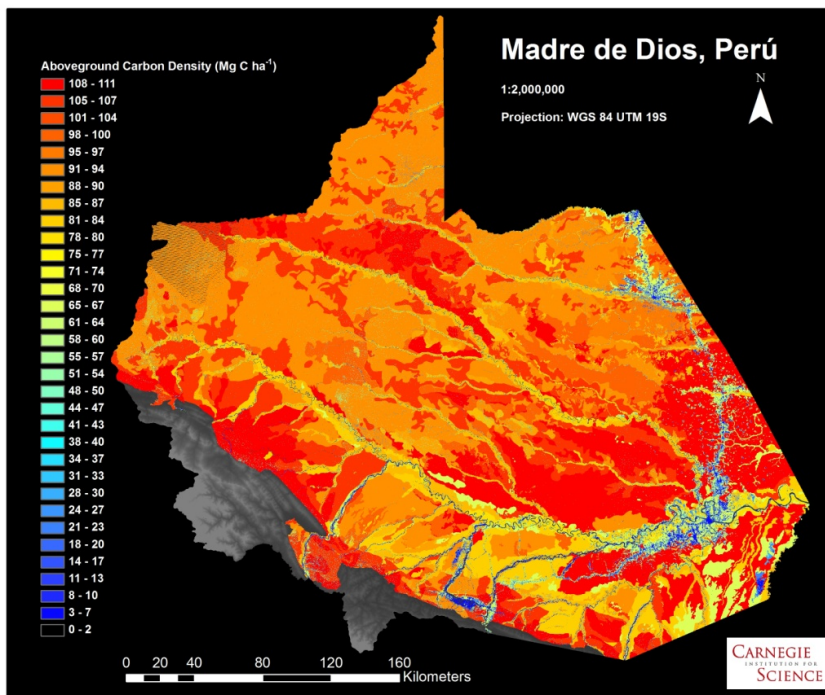 Madre de Dios, Perú
1:2,000,000
Projection: WGS 84 UTM 19S
N
Aboveground Carbon Density (Mg C ha⁻¹)
108 - 111
105 - 107
101 - 104
98 - 100
95 - 97
91 - 94
88 - 90
85 - 87
81 - 84
78 - 80
75 - 77
71 - 74
68 - 70
65 - 67
61 - 64
58 - 60
55 - 57
51 - 54
48 - 50
44 - 47
41 - 43
38 - 40
34 - 37
31 - 33
28 - 30
24 - 27
21 - 23
18 - 20
14 - 17
11 - 13
8 - 10
3 - 7
0 - 2
0 20 40 80 120 160
Kilometers
CARNEGIE
INSTITUTION FOR
SCIENCE